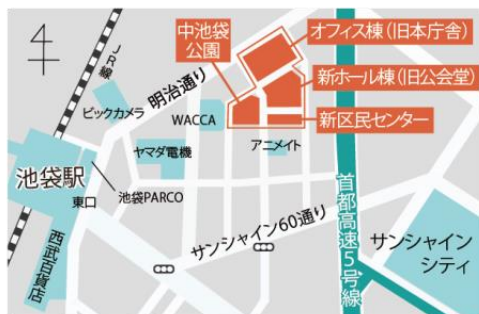 中池袋
公園
オフィス棟(旧本庁舎)
新ホール棟(旧公会堂)
新区民センター
JR線
明治通り
ビックカメラ
WACCA
ヤマダ電機
アニメイト
池袋駅
東口
池袋PARCO
西武百貨店
サンシャイン60通り
首都高速5号線
サンシャイン
シティ